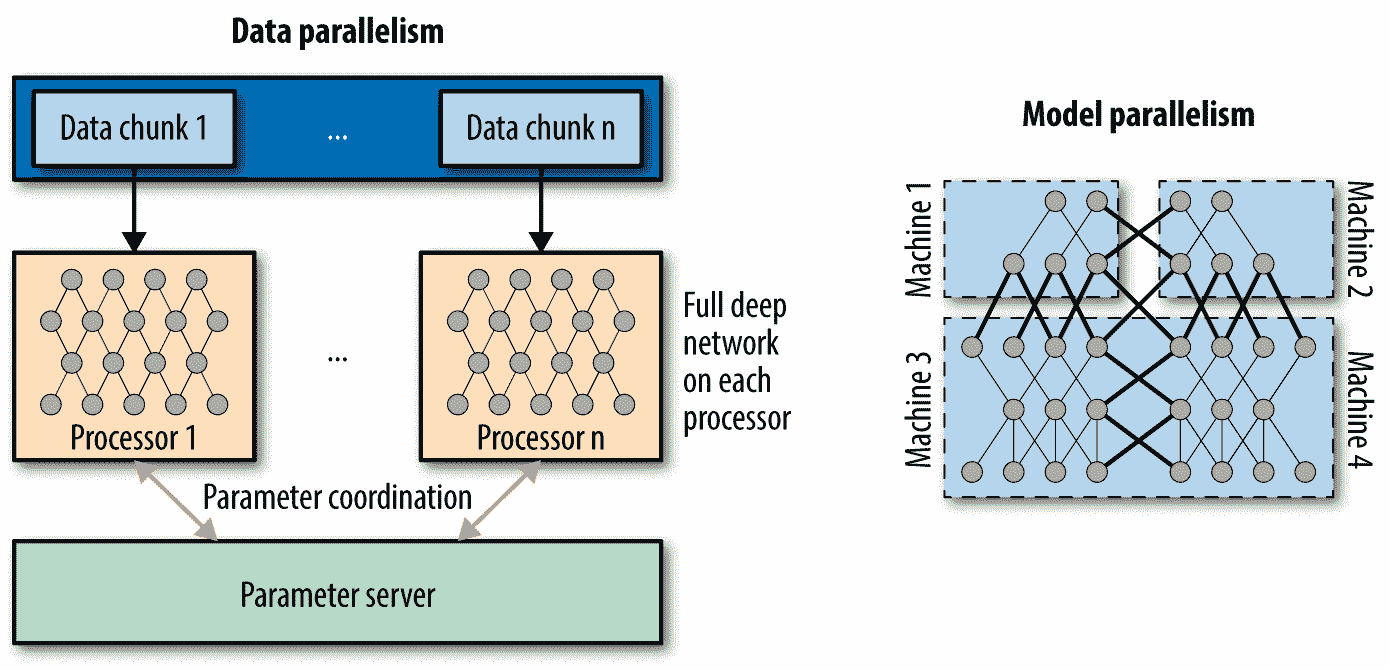 Data parallelism
Data chunk 1
...
Data chunk n
Processor 1
...
Processor n
Full deep
network
on each
processor
Parameter coordination
Parameter server
Model parallelism
Machine 1
Machine 2
Machine 3
Machine 4